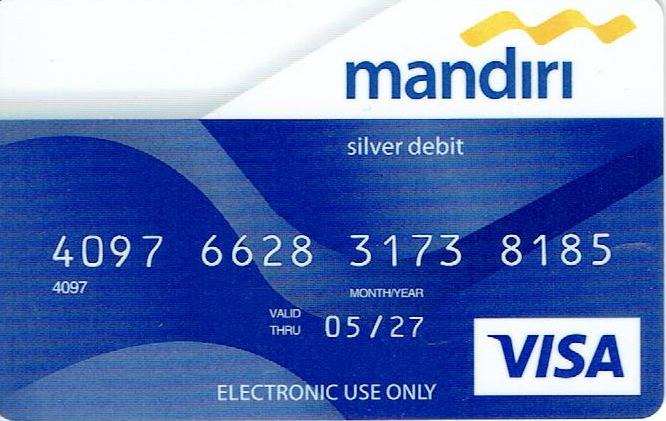 mandiri
silver debit
4097 6628 3173 8185
4097
MONTH/YEAR
VALID THRU 05/27
VISA
ELECTRONIC USE ONLY